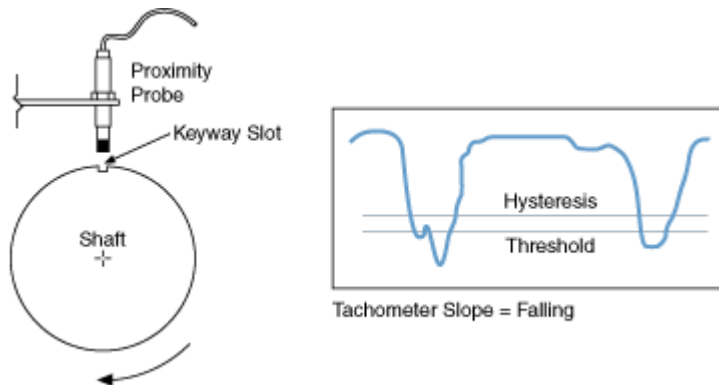 Proximity
Probe
Keyway Slot
Shaft
Hysteresis
Threshold
Tachometer Slope = Falling